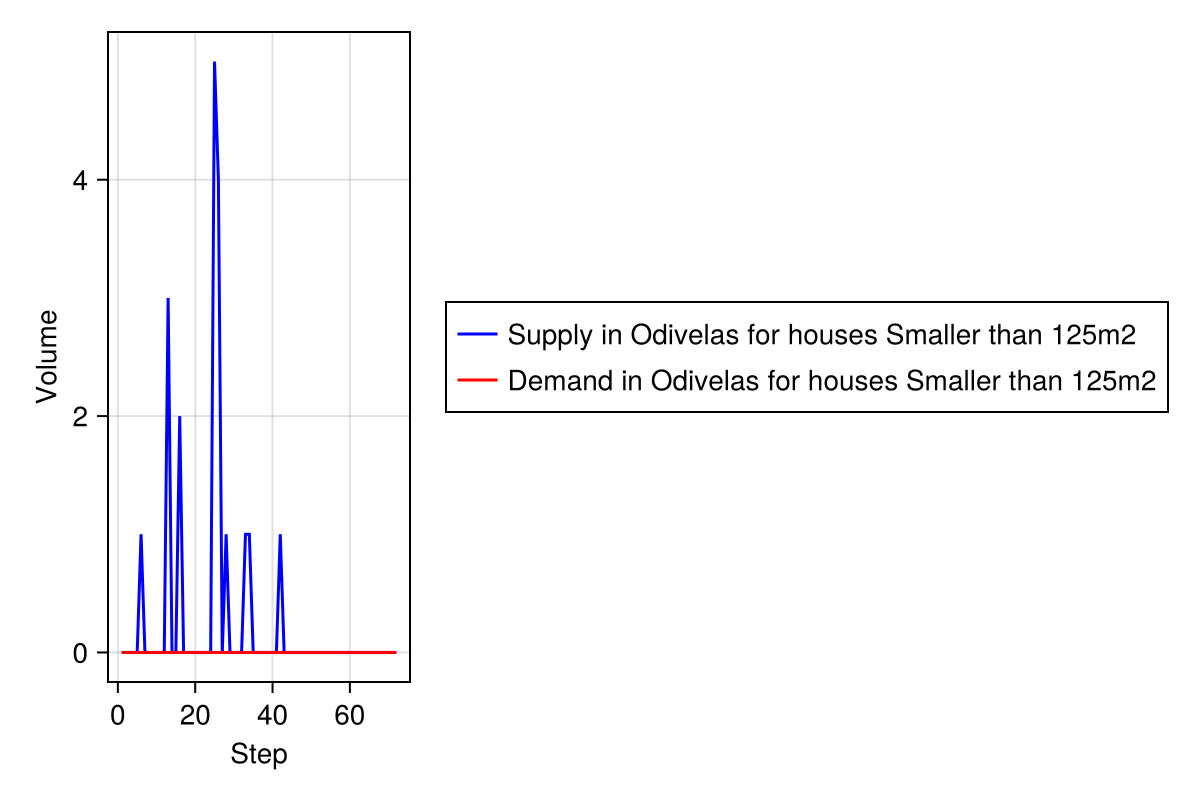 4
2
0
Volume
0 20 40 60
Step
Supply in Odivelas for houses Smaller than 125m2
Demand in Odivelas for houses Smaller than 125m2